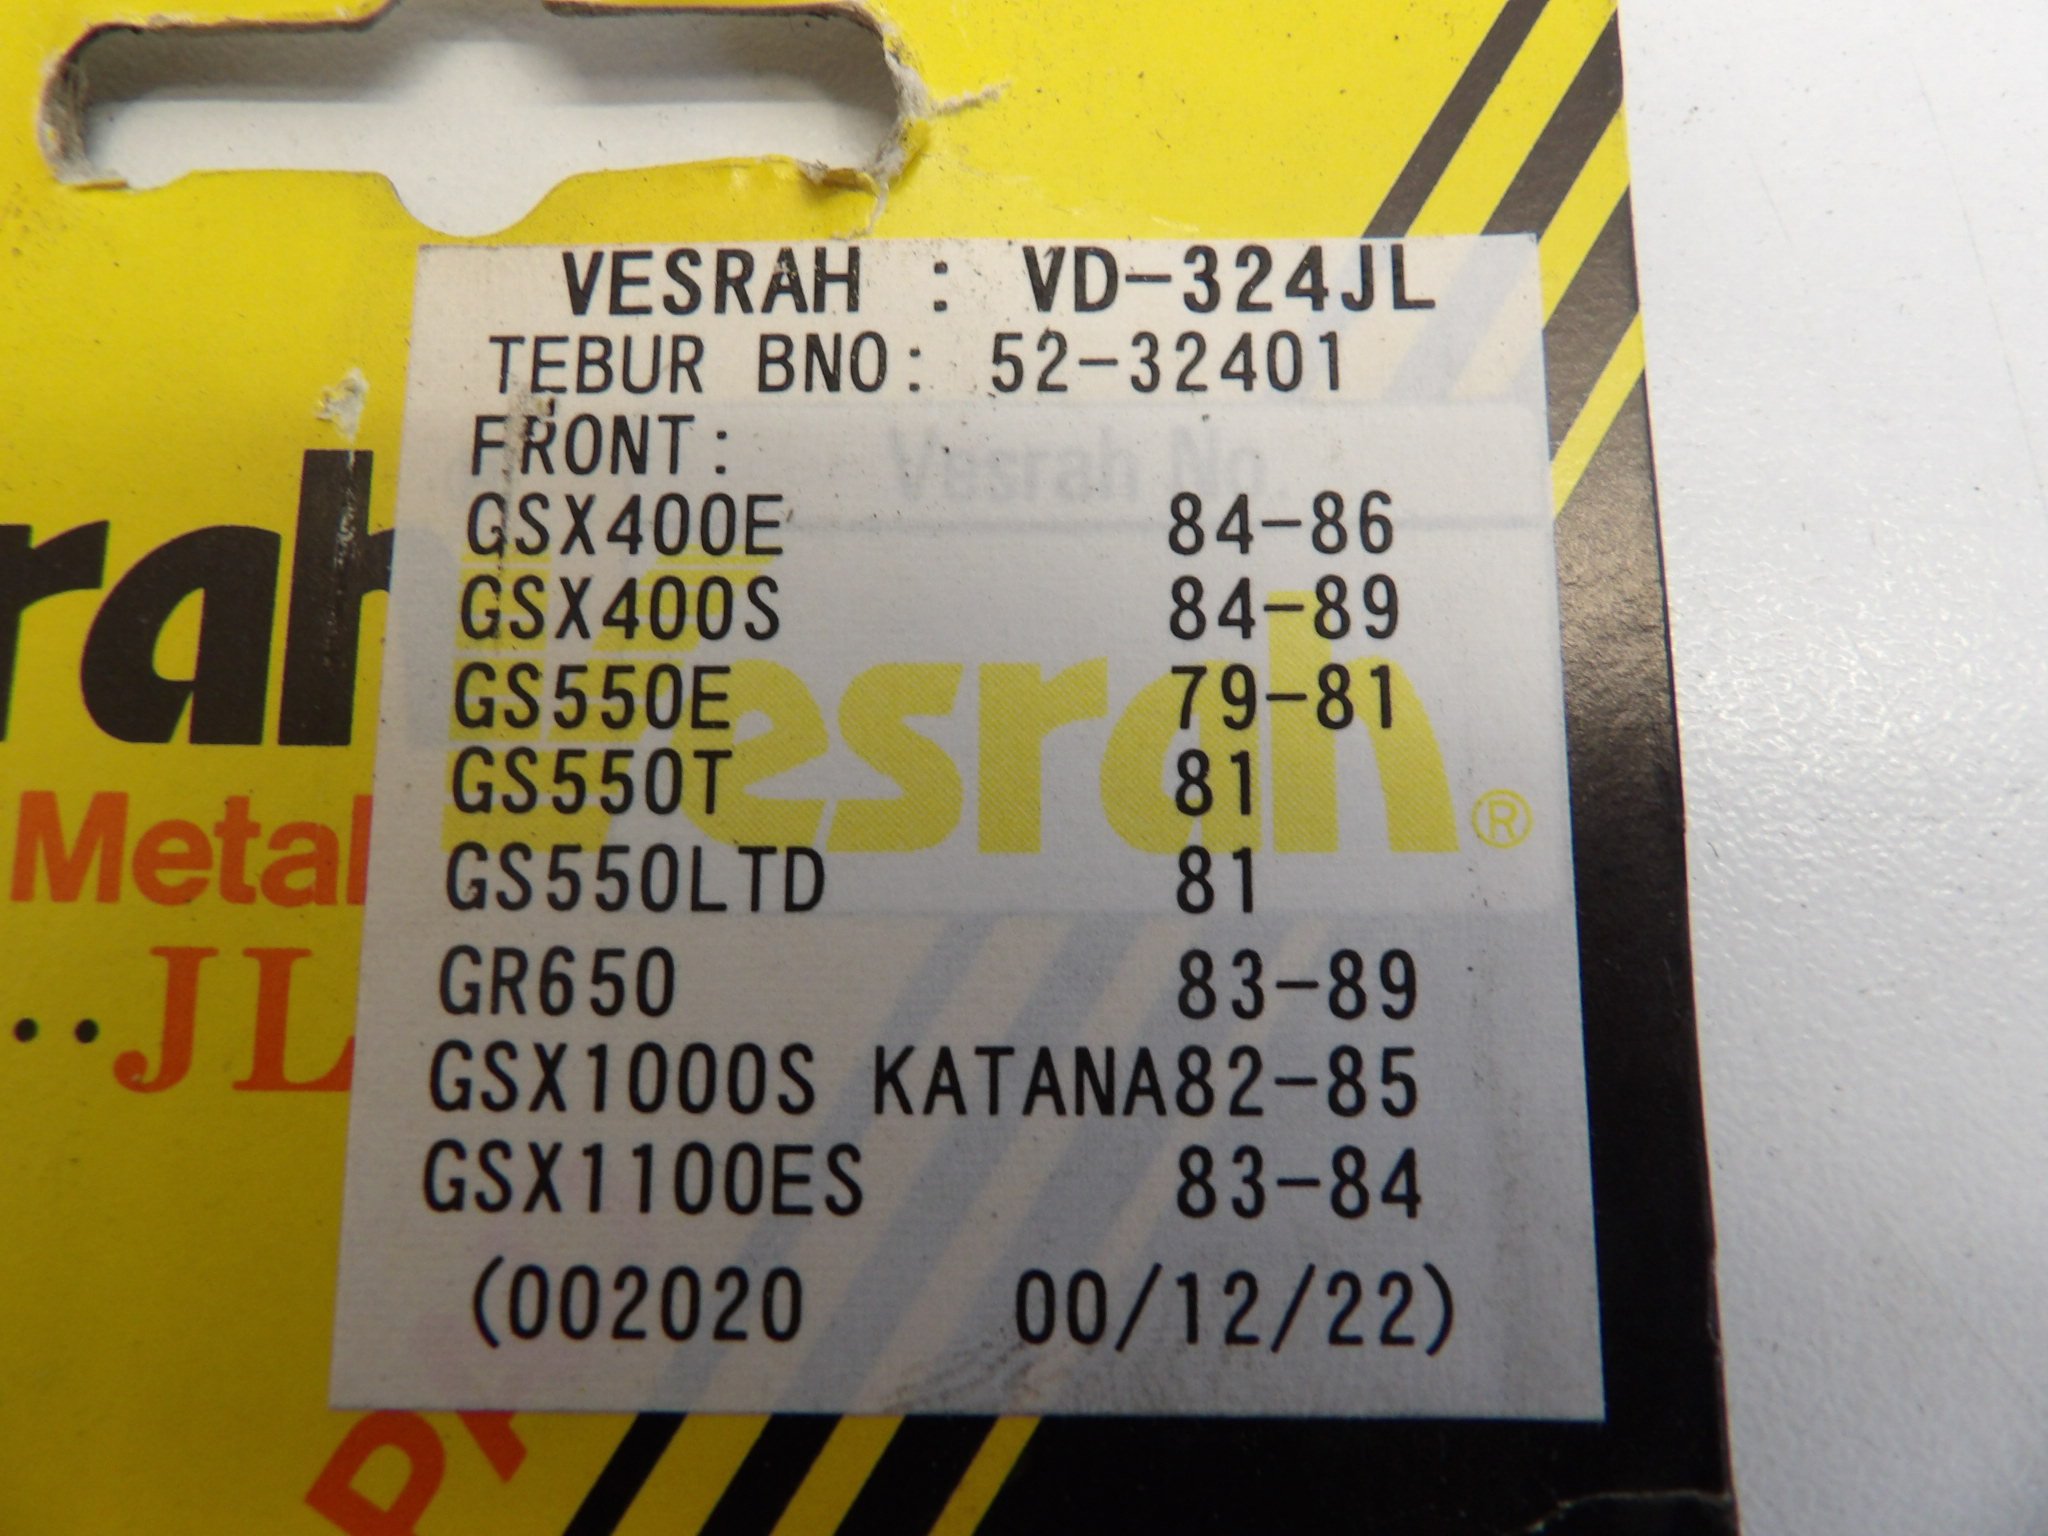 VESRAH : VD-324JL
TEBUR BNO: 52-32401
FRONT:
Vesrah No.
GSX400E 84-86
GSX400S 84-89
GS550E 79-81
GS550T 81
GS550LTD 81
GR650 83-89
GSX1000S KATANA82-85
GSX1100ES 83-84
(002020 00/12/22)
Vesrah®
rah
Metal
..JL